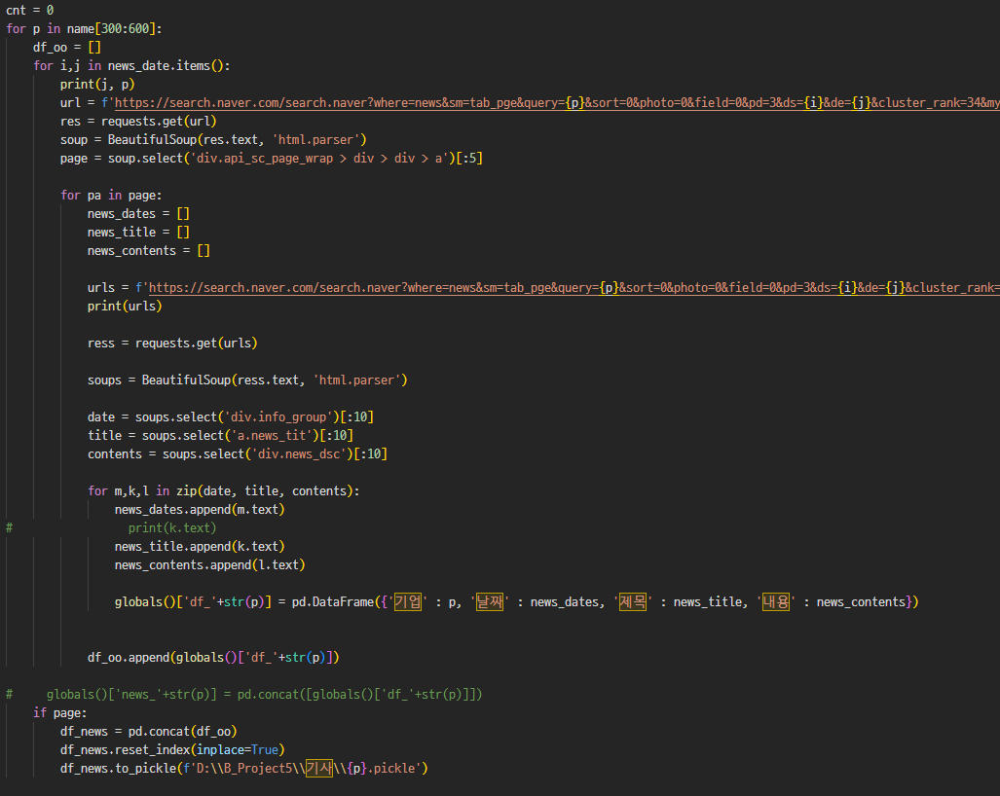 cnt = 0
for p in name[300:600]:
    df_oo = []
    for i,j in news_date.items():
        print(j, p)
        url = f'https://search.naver.com/search.naver?where=news&sm=tab_pge&query={p}&sort=0&photo=0&field=0&pd=3&ds={i}&de={j}&cluster_rank=34&my
        res = requests.get(url)
        soup = BeautifulSoup(res.text, 'html.parser')
        page = soup.select('div.api_sc_page_wrap > div > div > a')[:5]
        for pa in page:
            news_dates = []
            news_title = []
            news_contents = []
            urls = f'https://search.naver.com/search.naver?where=news&sm=tab_pge&query={p}&sort=0&photo=0&field=0&pd=3&ds={i}&de={j}&cluster_rank=
            print(urls)
            ress = requests.get(urls)
            soups = BeautifulSoup(ress.text, 'html.parser')
            date = soups.select('div.info_group')[:10]
            title = soups.select('a.news_tit')[:10]
            contents = soups.select('div.news_dsc')[:10]
            for m,k,l in zip(date, title, contents):
                news_dates.append(m.text)
#                 print(k.text)
                news_title.append(k.text)
                news_contents.append(l.text)
                globals()['df_'+str(p)] = pd.DataFrame({'기업' : p, '날짜' : news_dates, '제목' : news_title, '내용' : news_contents})
            df_oo.append(globals()['df_'+str(p)])
#     globals()['news_'+str(p)] = pd.concat([globals()['df_'+str(p)]])
    if page:
        df_news = pd.concat(df_oo)
        df_news.reset_index(inplace=True)
        df_news.to_pickle(f'D:\\B_Project5\\기사\\{p}.pickle')